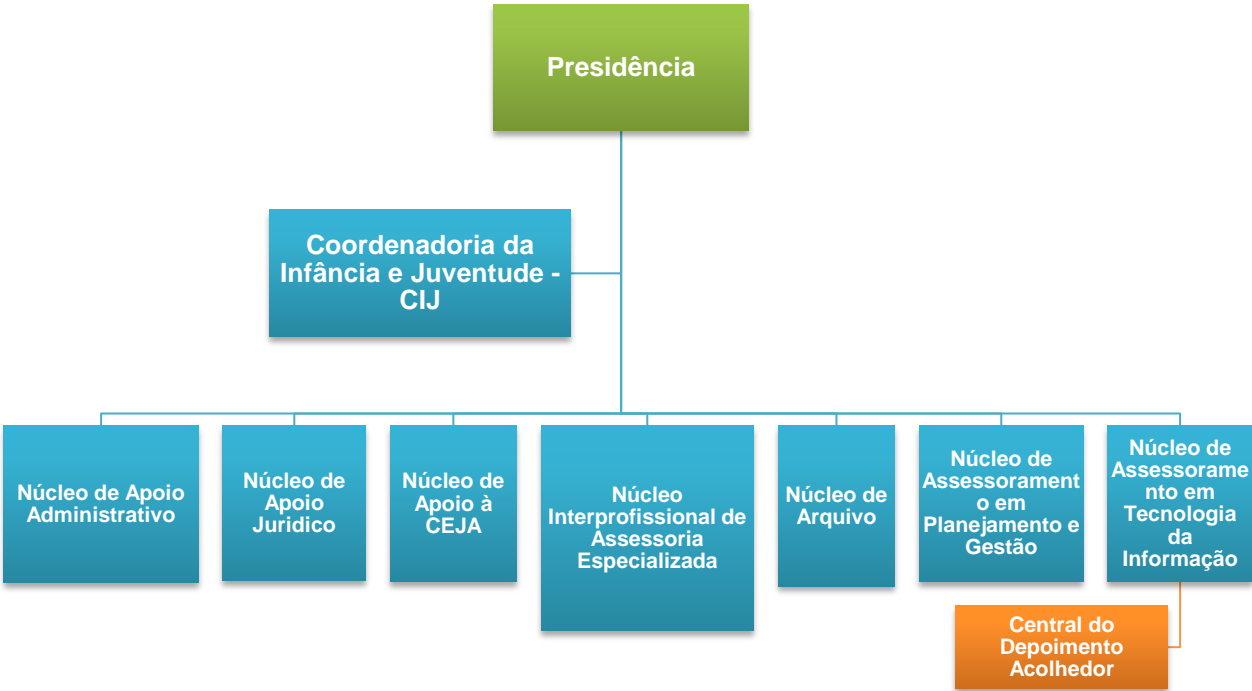 Presidência
Coordenadoria da
Infância e Juventude -
CIJ
Núcleo de Apoio
Administrativo
Núcleo de
Apoio
Juridico
Núcleo de
Apoio à
CEJA
Núcleo
Interprofissional de
Assessoria
Especializada
Núcleo de
Arquivo
Núcleo de
Assessorament
o em
Planejamento e
Gestão
Núcleo de
Assessorame
nto em
Tecnologia
da
Informação
Central do
Depoimento
Acolhedor